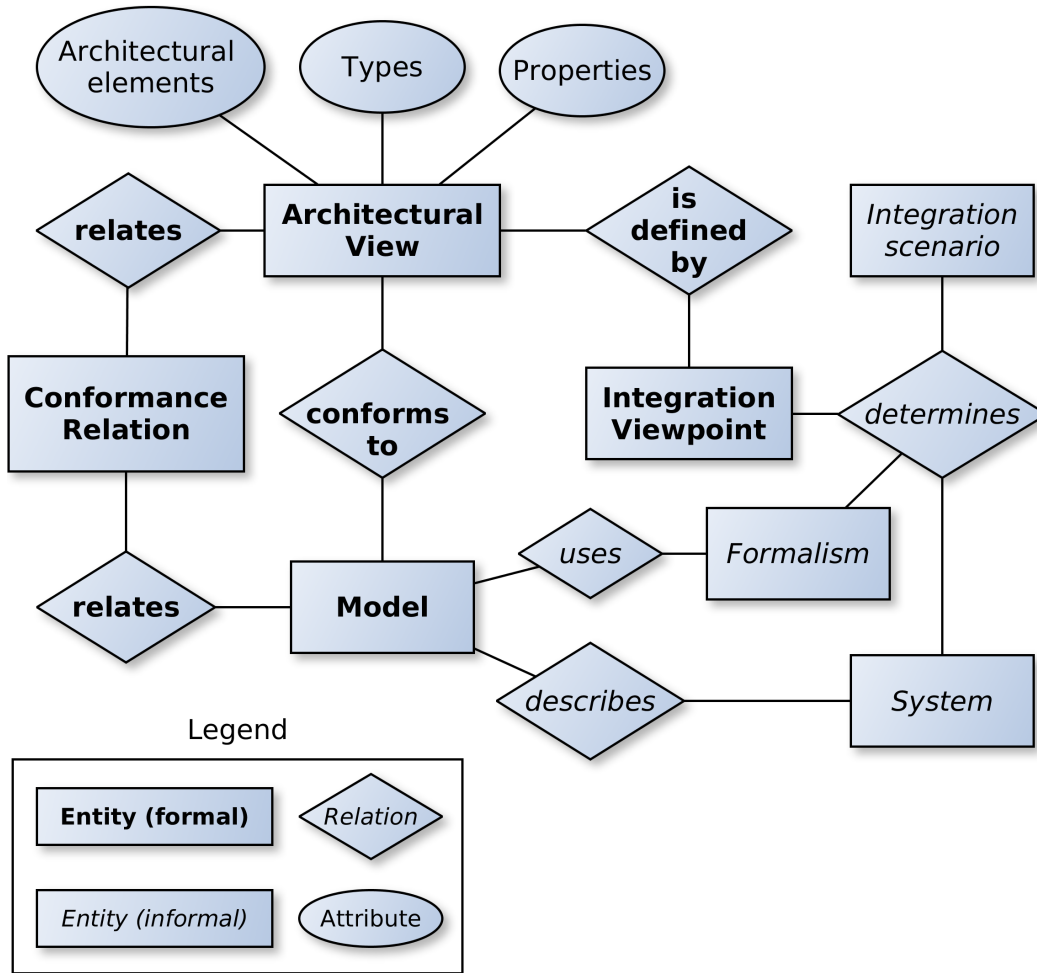 Architectural
elements
Types
Properties
relates
Architectural
View
is
defined
by
Integration
scenario
Conformance
Relation
conforms
to
Integration
Viewpoint
determines
uses
Formalism
relates
Model
describes
System
Legend
Entity (formal)
Relation
Entity (informal)
Attribute